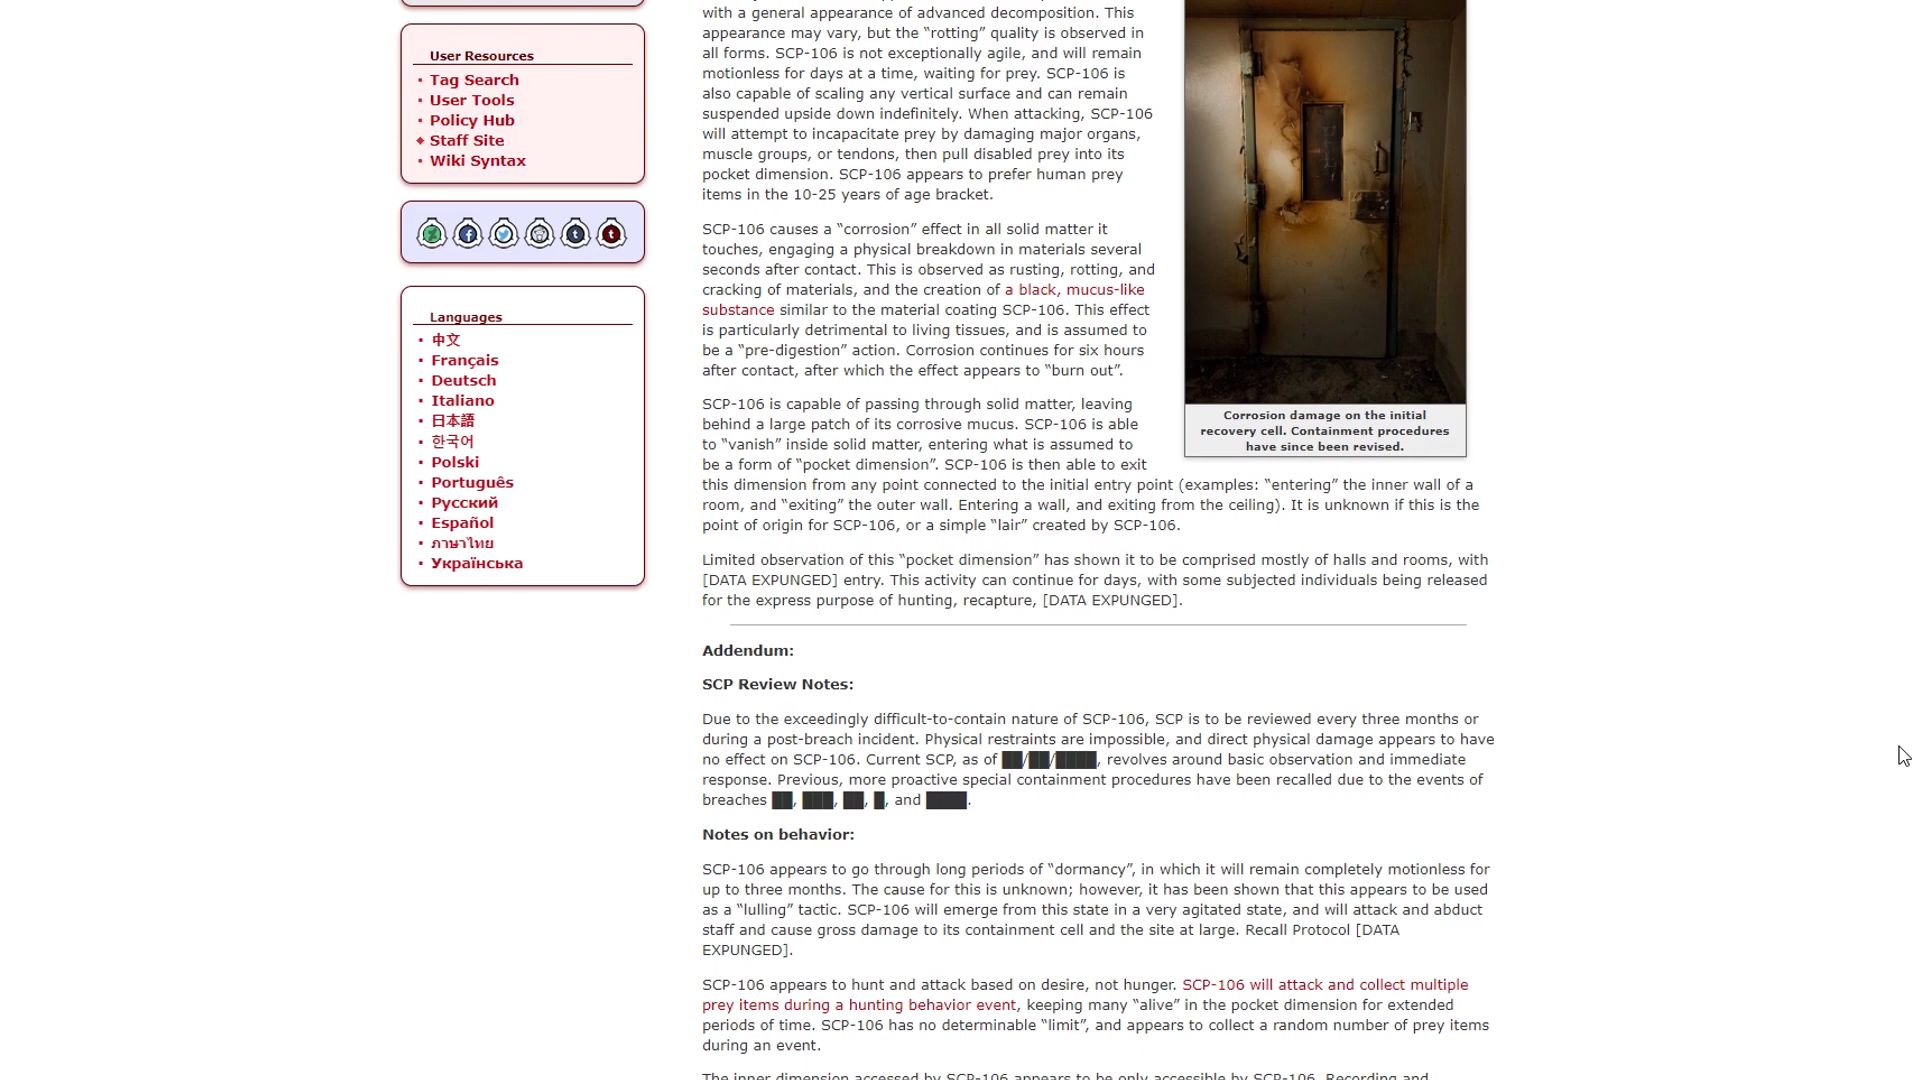 User Resources
Tag Search
User Tools
Policy Hub
Staff Site
Wiki Syntax
Languages
中文
Français
Deutsch
Italiano
日本語
한국어
Polski
Português
Русский
Español
ภาษาไทย
Українська
with a general appearance of advanced decomposition. This
appearance may vary, but the “rotting” quality is observed in
all forms. SCP-106 is not exceptionally agile, and will remain
motionless for days at a time, waiting for prey. SCP-106 is
also capable of scaling any vertical surface and can remain
suspended upside down indefinitely. When attacking, SCP-106
will attempt to incapacitate prey by damaging major organs,
muscle groups, or tendons, then pull disabled prey into its
pocket dimension. SCP-106 appears to prefer human prey
items in the 10-25 years of age bracket.
SCP-106 causes a “corrosion” effect in all solid matter it
touches, engaging a physical breakdown in materials several
seconds after contact. This is observed as rusting, rotting, and
cracking of materials, and the creation of a black, mucus-like
substance similar to the material coating SCP-106. This effect
is particularly detrimental to living tissues, and is assumed to
be a “pre-digestion” action. Corrosion continues for six hours
after contact, after which the effect appears to “burn out”.
Corrosion damage on the initial
recovery cell. Containment procedures
have since been revised.
SCP-106 is capable of passing through solid matter, leaving
behind a large patch of its corrosive mucus. SCP-106 is able
to “vanish” inside solid matter, entering what is assumed to
be a form of “pocket dimension”. SCP-106 is then able to exit
this dimension from any point connected to the initial entry point (examples: “entering” the inner wall of a
room, and “exiting” the outer wall. Entering a wall, and exiting from the ceiling). It is unknown if this is the
point of origin for SCP-106, or a simple “lair” created by SCP-106.
Limited observation of this “pocket dimension” has shown it to be comprised mostly of halls and rooms, with
[DATA EXPUNGED] entry. This activity can continue for days, with some subjected individuals being released
for the express purpose of hunting, recapture, [DATA EXPUNGED].
Addendum:
SCP Review Notes:
Due to the exceedingly difficult-to-contain nature of SCP-106, SCP is to be reviewed every three months or
during a post-breach incident. Physical restraints are impossible, and direct physical damage appears to have
no effect on SCP-106. Current SCP, as of ██/██/████, revolves around basic observation and immediate
response. Previous, more proactive special containment procedures have been recalled due to the events of
breaches ██, ███, ██, █, and ████.
Notes on behavior:
SCP-106 appears to go through long periods of “dormancy”, in which it will remain completely motionless for
up to three months. The cause for this is unknown; however, it has been shown that this appears to be used
as a “lulling” tactic. SCP-106 will emerge from this state in a very agitated state, and will attack and abduct
staff and cause gross damage to its containment cell and the site at large. Recall Protocol [DATA
EXPUNGED].
SCP-106 appears to hunt and attack based on desire, not hunger. SCP-106 will attack and collect multiple
prey items during a hunting behavior event, keeping many “alive” in the pocket dimension for extended
periods of time. SCP-106 has no determinable “limit”, and appears to collect a random number of prey items
during an event.
The inner dimension accessed by SCP-106 appears to be only accessible by SCP-106. Recording and